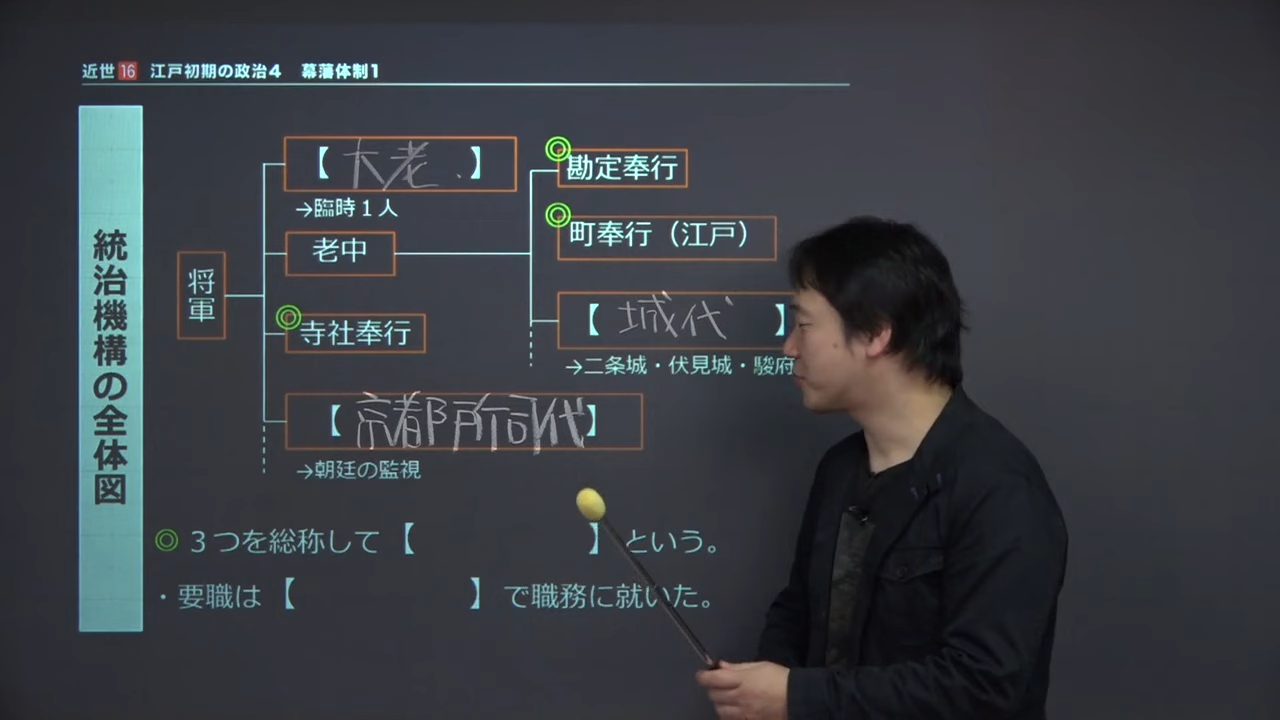 近世16 江戸初期の政治4 幕藩体制1
統治機構の全体図
将軍
【大老】
→臨時1人
老中
寺社奉行
【京都所司代】
→朝廷の監視
勘定奉行
町奉行（江戸）
【城代】
→二条城・伏見城・駿府
◎３つを総称して【 】という。
・要職は【 】で職務に就いた。